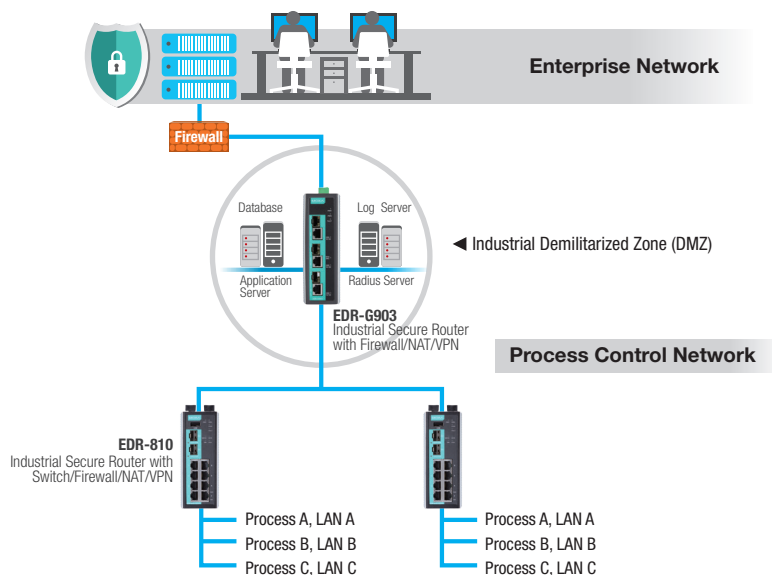 Enterprise Network
Firewall
Database
Log Server
Application
Server
Radius Server
◀ Industrial Demilitarized Zone (DMZ)
EDR-G903
Industrial Secure Router
with Firewall/NAT/VPN
Process Control Network
EDR-810
Industrial Secure Router with
Switch/Firewall/NAT/VPN
Process A, LAN A
Process B, LAN B
Process C, LAN C
Process A, LAN A
Process B, LAN B
Process C, LAN C